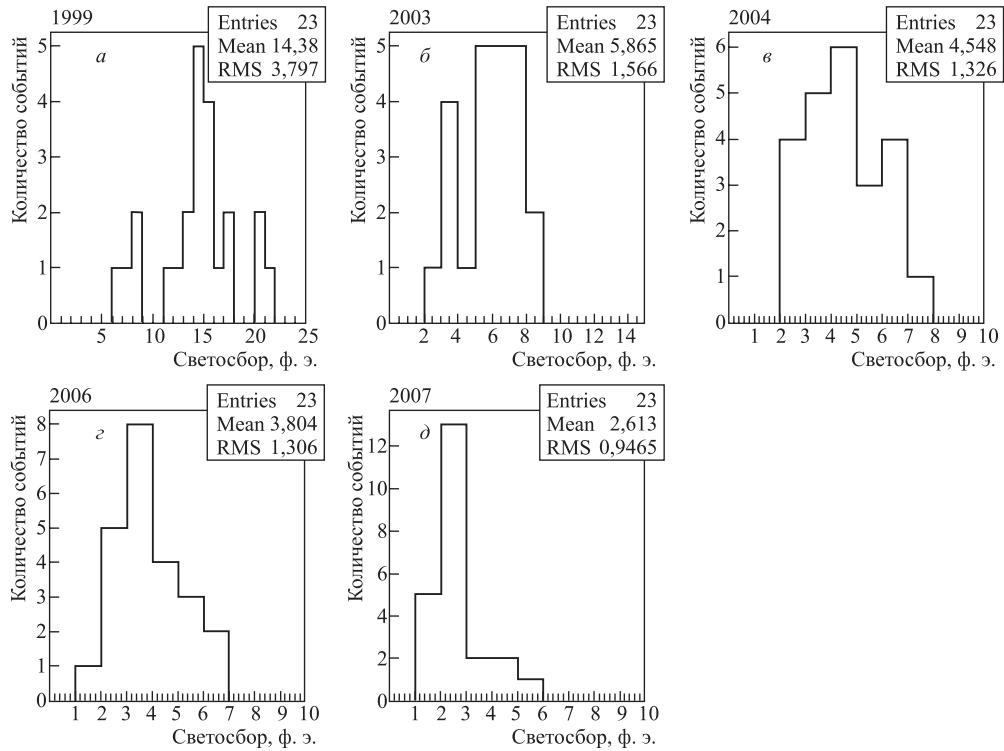 1999
Entries 23
Mean 14,38
RMS 3,797
а
Количество событий
5
4
3
2
1
0
5 10 15 20 25
Светосбор, ф. э.
2003
Entries 23
Mean 5,865
RMS 1,566
б
Количество событий
5
4
3
2
1
0
2 4 6 8 10 12 14
Светосбор, ф. э.
2004
Entries 23
Mean 4,548
RMS 1,326
в
Количество событий
6
5
4
3
2
1
0
1 2 3 4 5 6 7 8 9 10
Светосбор, ф. э.
2006
Entries 23
Mean 3,804
RMS 1,306
г
Количество событий
8
7
6
5
4
3
2
1
0
1 2 3 4 5 6 7 8 9 10
Светосбор, ф. э.
2007
Entries 23
Mean 2,613
RMS 0,9465
д
Количество событий
12
10
8
6
4
2
0
1 2 3 4 5 6 7 8 9 10
Светосбор, ф. э.